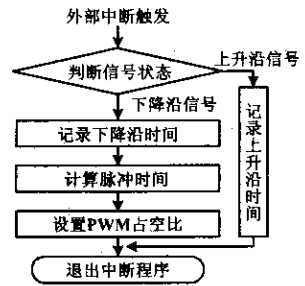 外部中断触发
判断信号状态
上升沿信号
下降沿信号
记录下降沿时间
记录上升沿时间
计算脉冲时间
设置PWM占空比
退出中断程序